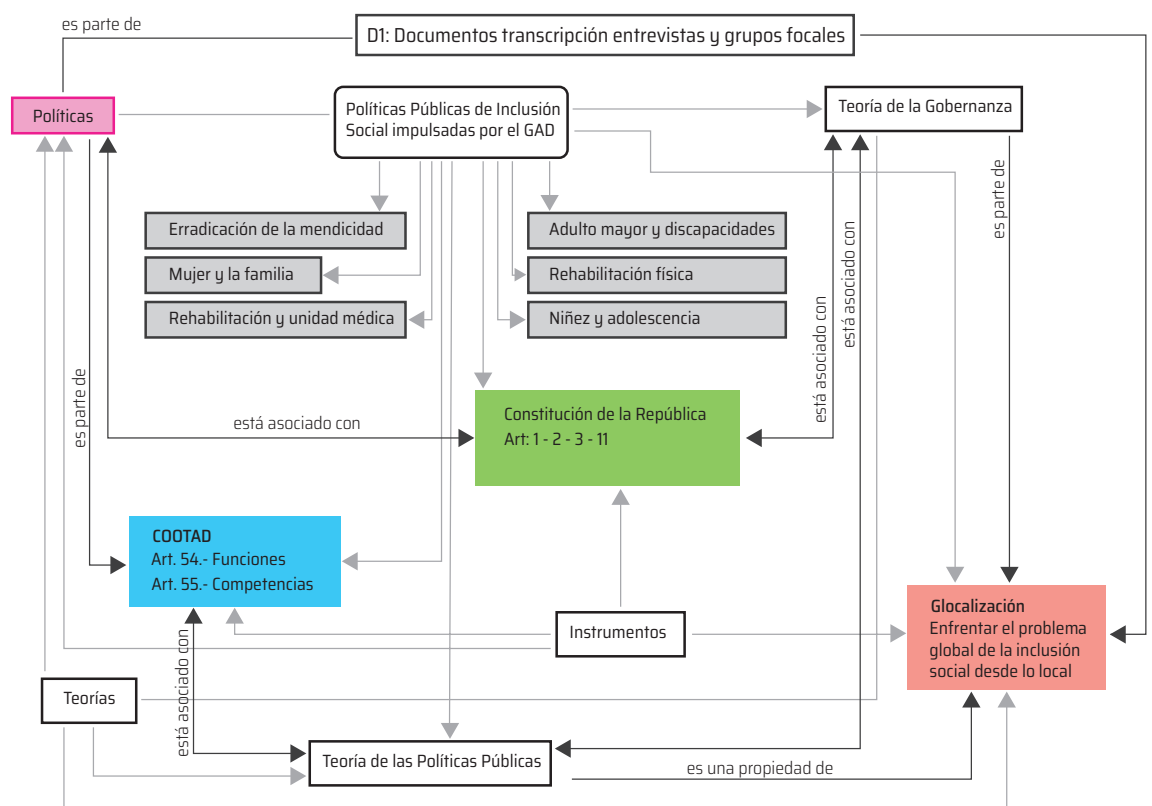 es parte de
D1: Documentos transcripción entrevistas y grupos focales
Políticas
Políticas Públicas de Inclusión
Social impulsadas por el GAD
Teoría de la Gobernanza
es parte de
Erradicación de la mendicidad
Adulto mayor y discapacidades
Mujer y la familia
Rehabilitación física
Rehabilitación y unidad médica
Niñez y adolescencia
está asociado con
está asociado con
es parte de
Constitución de la República
Art: 1 - 2 - 3 - 11
está asociado con
COOTAD
Art. 54.- Funciones
Art. 55.- Competencias
Glocalización
Enfrentar el problema
global de la inclusión
social desde lo local
Instrumentos
está asociado con
Teorías
Teoría de las Políticas Públicas
es una propiedad de